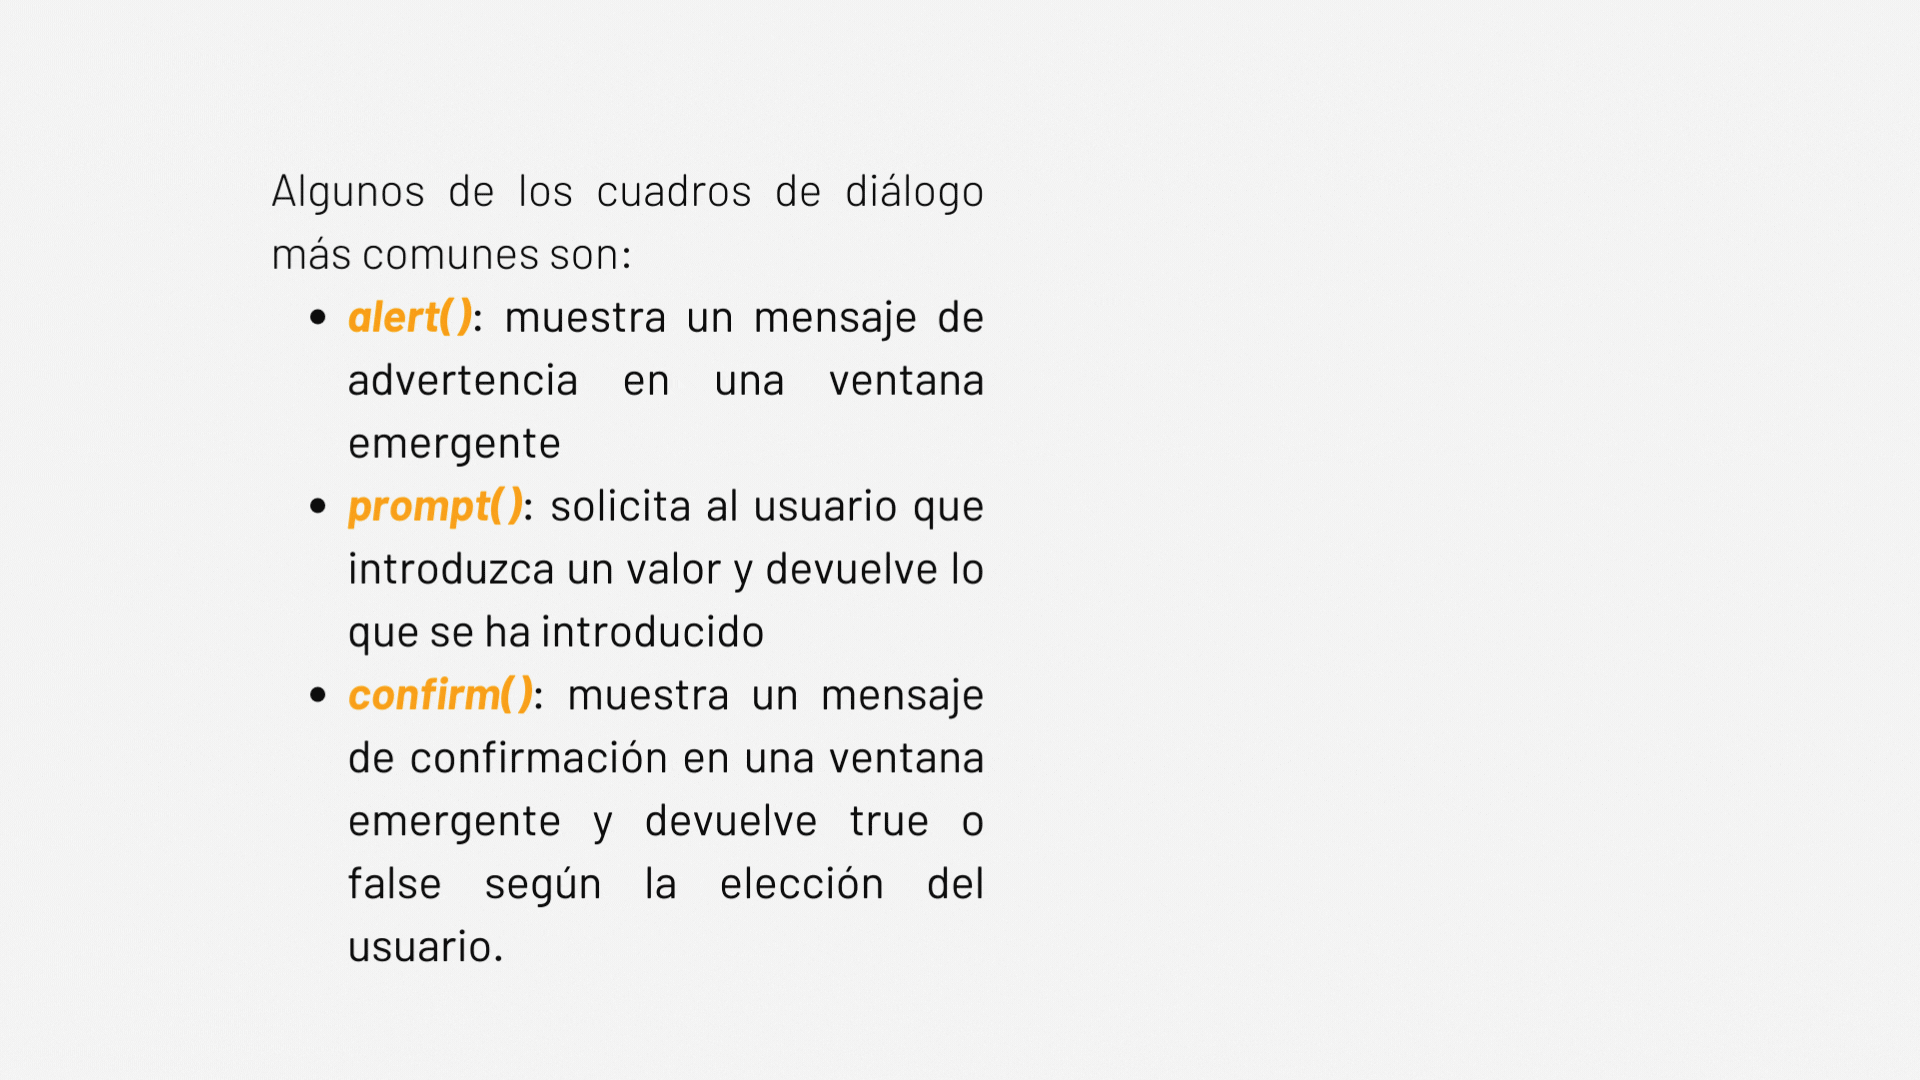 Algunos de los cuadros de diálogo
más comunes son:
• alert(): muestra un mensaje de
advertencia en una ventana
emergente
• prompt(): solicita al usuario que
introduzca un valor y devuelve lo
que se ha introducido
• confirm(): muestra un mensaje
de confirmación en una ventana
emergente y devuelve true o
false según la elección del
usuario.